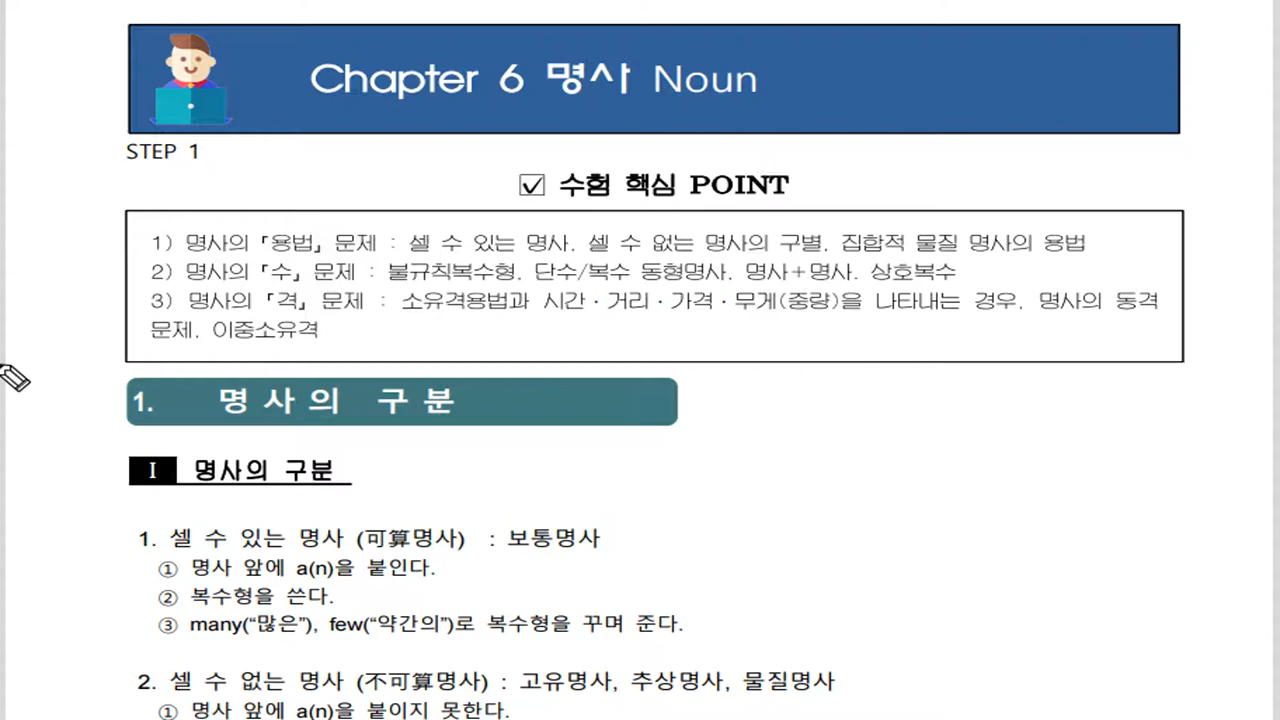 Chapter 6 명사 Noun
STEP 1
☑ 수험 핵심 POINT
1) 명사의 「용법」 문제 : 셀 수 있는 명사, 셀 수 없는 명사의 구별, 집합적 물질 명사의 용법
2) 명사의 「수」 문제 : 불규칙복수형, 단수/복수 동형명사, 명사+명사, 상호복수
3) 명사의 「격」 문제 : 소유격용법과 시간·거리·가격·무게(중량)을 나타내는 경우, 명사의 동격
문제, 이중소유격
1. 명사의 구분
I 명사의 구분
1. 셀 수 있는 명사 (可算명사) : 보통명사
① 명사 앞에 a(n)을 붙인다.
② 복수형을 쓴다.
③ many(“많은”), few(“약간의”)로 복수형을 꾸며 준다.
2. 셀 수 없는 명사 (不可算명사) : 고유명사, 추상명사, 물질명사
① 명사 앞에 a(n)을 붙이지 못한다.